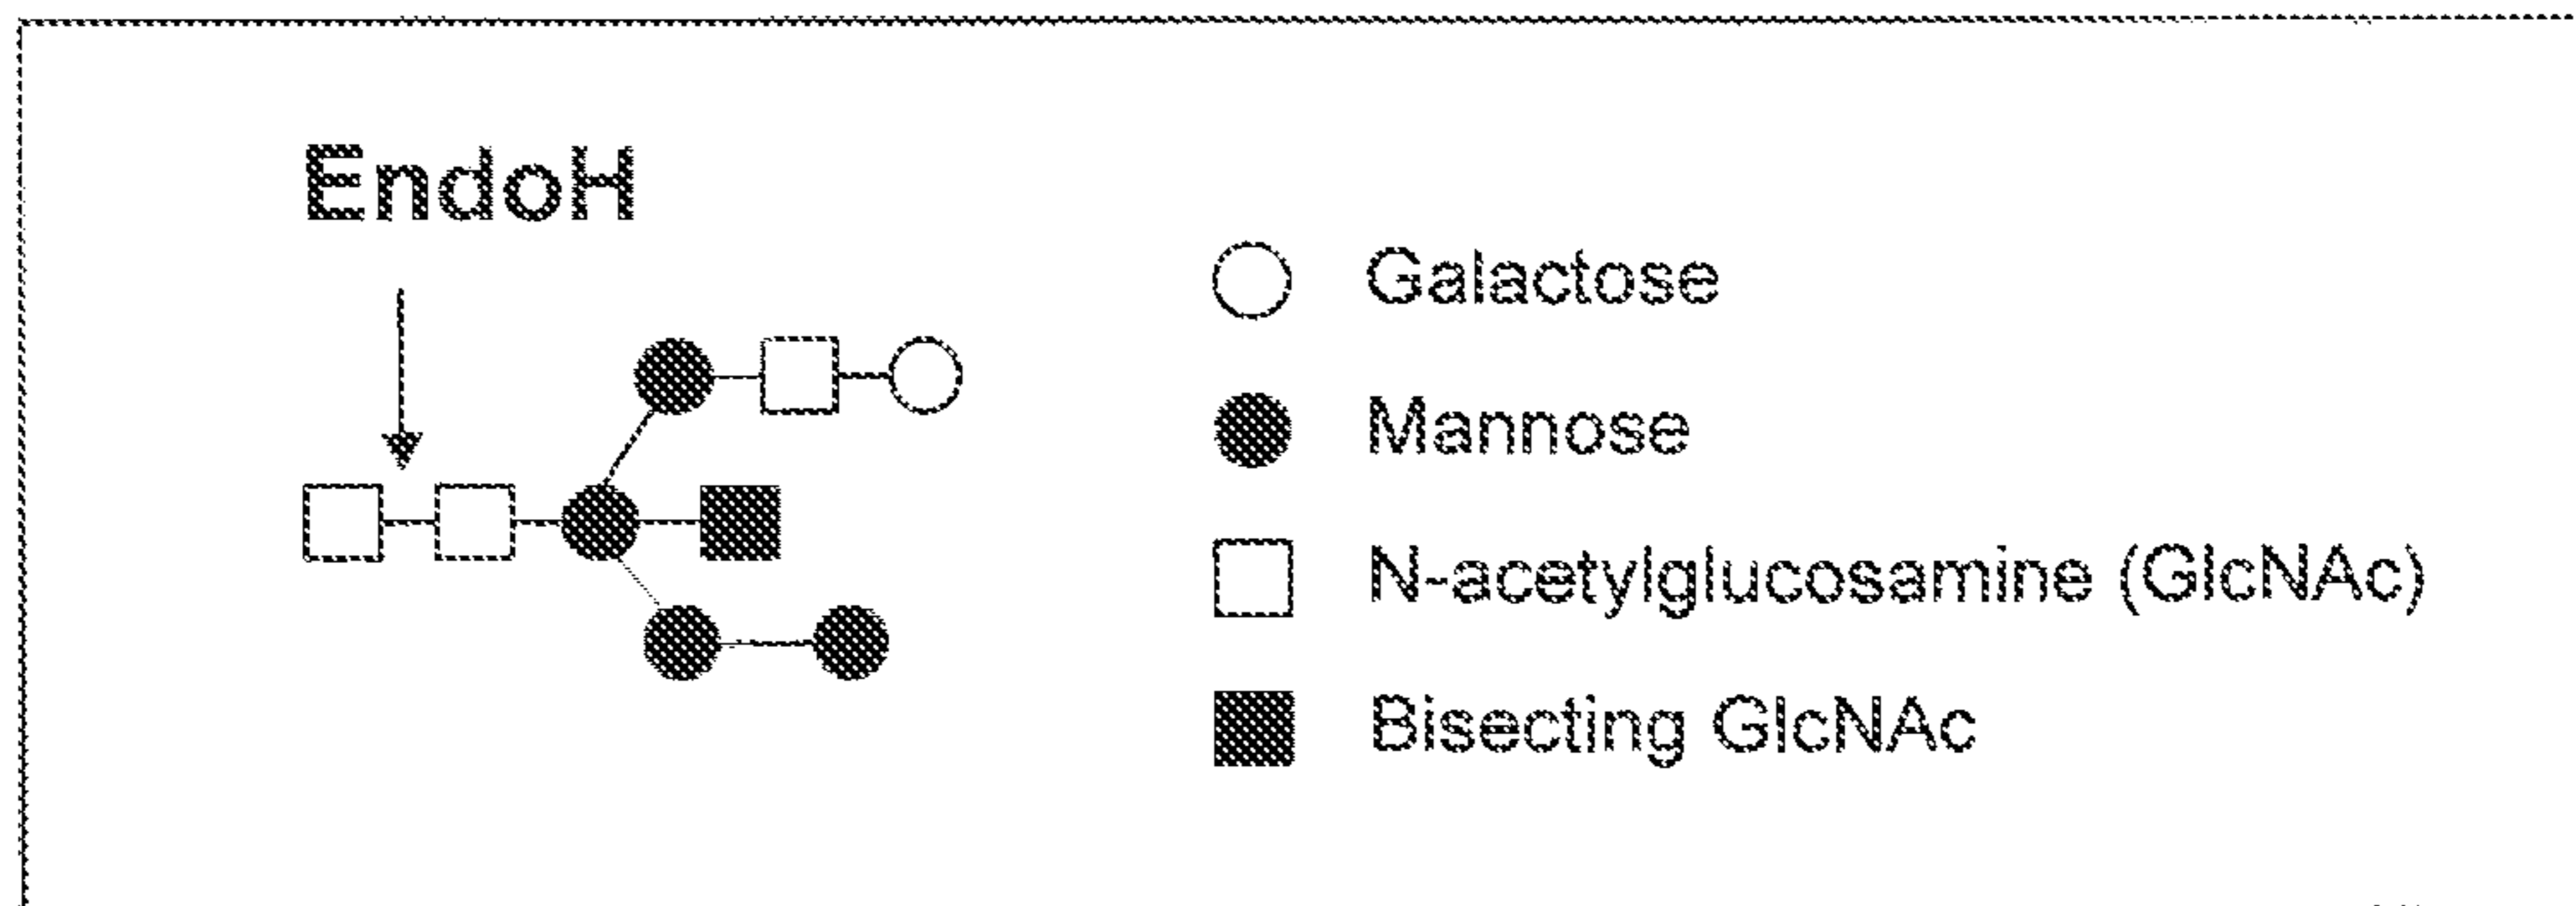 EndoH
Galactose
Mannose
N-acetylglucosamine (GlcNAc)
Bisecting GlcNAc